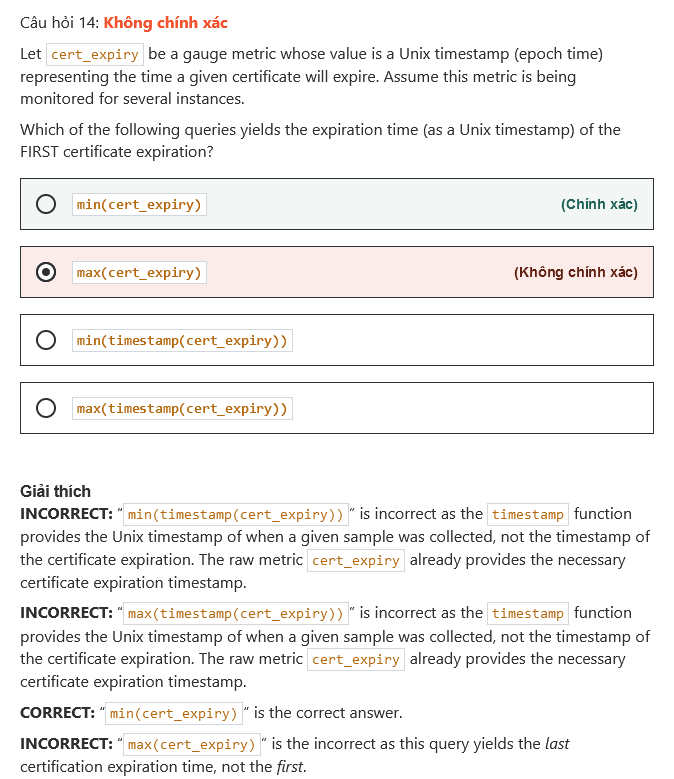 Câu hỏi 14: Không chính xác
Let cert_expiry be a gauge metric whose value is a Unix timestamp (epoch time)
representing the time a given certificate will expire. Assume this metric is being
monitored for several instances.
Which of the following queries yields the expiration time (as a Unix timestamp) of the
FIRST certificate expiration?
min(cert_expiry) (Chính xác)
max(cert_expiry) (Không chính xác)
min(timestamp(cert_expiry))
max(timestamp(cert_expiry))
Giải thích
INCORRECT: “min(timestamp(cert_expiry))” is incorrect as the timestamp function
provides the Unix timestamp of when a given sample was collected, not the timestamp of
the certificate expiration. The raw metric cert_expiry already provides the necessary
certificate expiration timestamp.
INCORRECT: “max(timestamp(cert_expiry))” is incorrect as the timestamp function
provides the Unix timestamp of when a given sample was collected, not the timestamp of
the certificate expiration. The raw metric cert_expiry already provides the necessary
certificate expiration timestamp.
CORRECT: “min(cert_expiry)” is the correct answer.
INCORRECT: “max(cert_expiry)” is the incorrect as this query yields the last
certification expiration time, not the first.